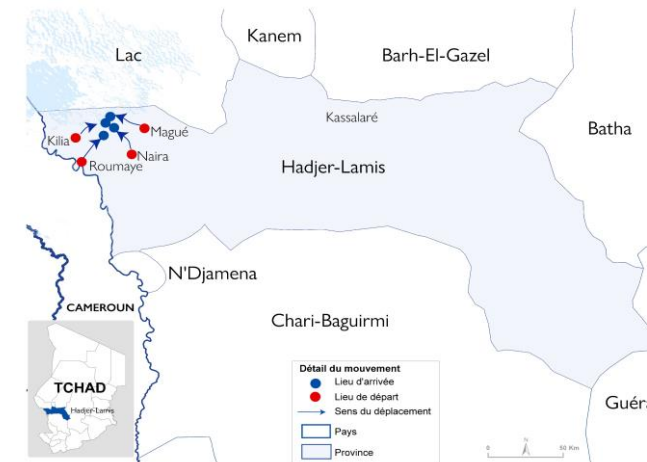 Kanem
Lac
Barh-El-Gazel
Kassalaré
Batha
Magué
Kilia
Naira
Roumaye
Hadjer-Lamis
N'Djamena
CAMEROUN
Chari-Baguirmi
Guéra
TCHAD
Hadjer-Lamis
Détail du mouvement
Lieu d'arrivée
Lieu de départ
Sens du déplacement
Pays
Province
N
0 50 Km